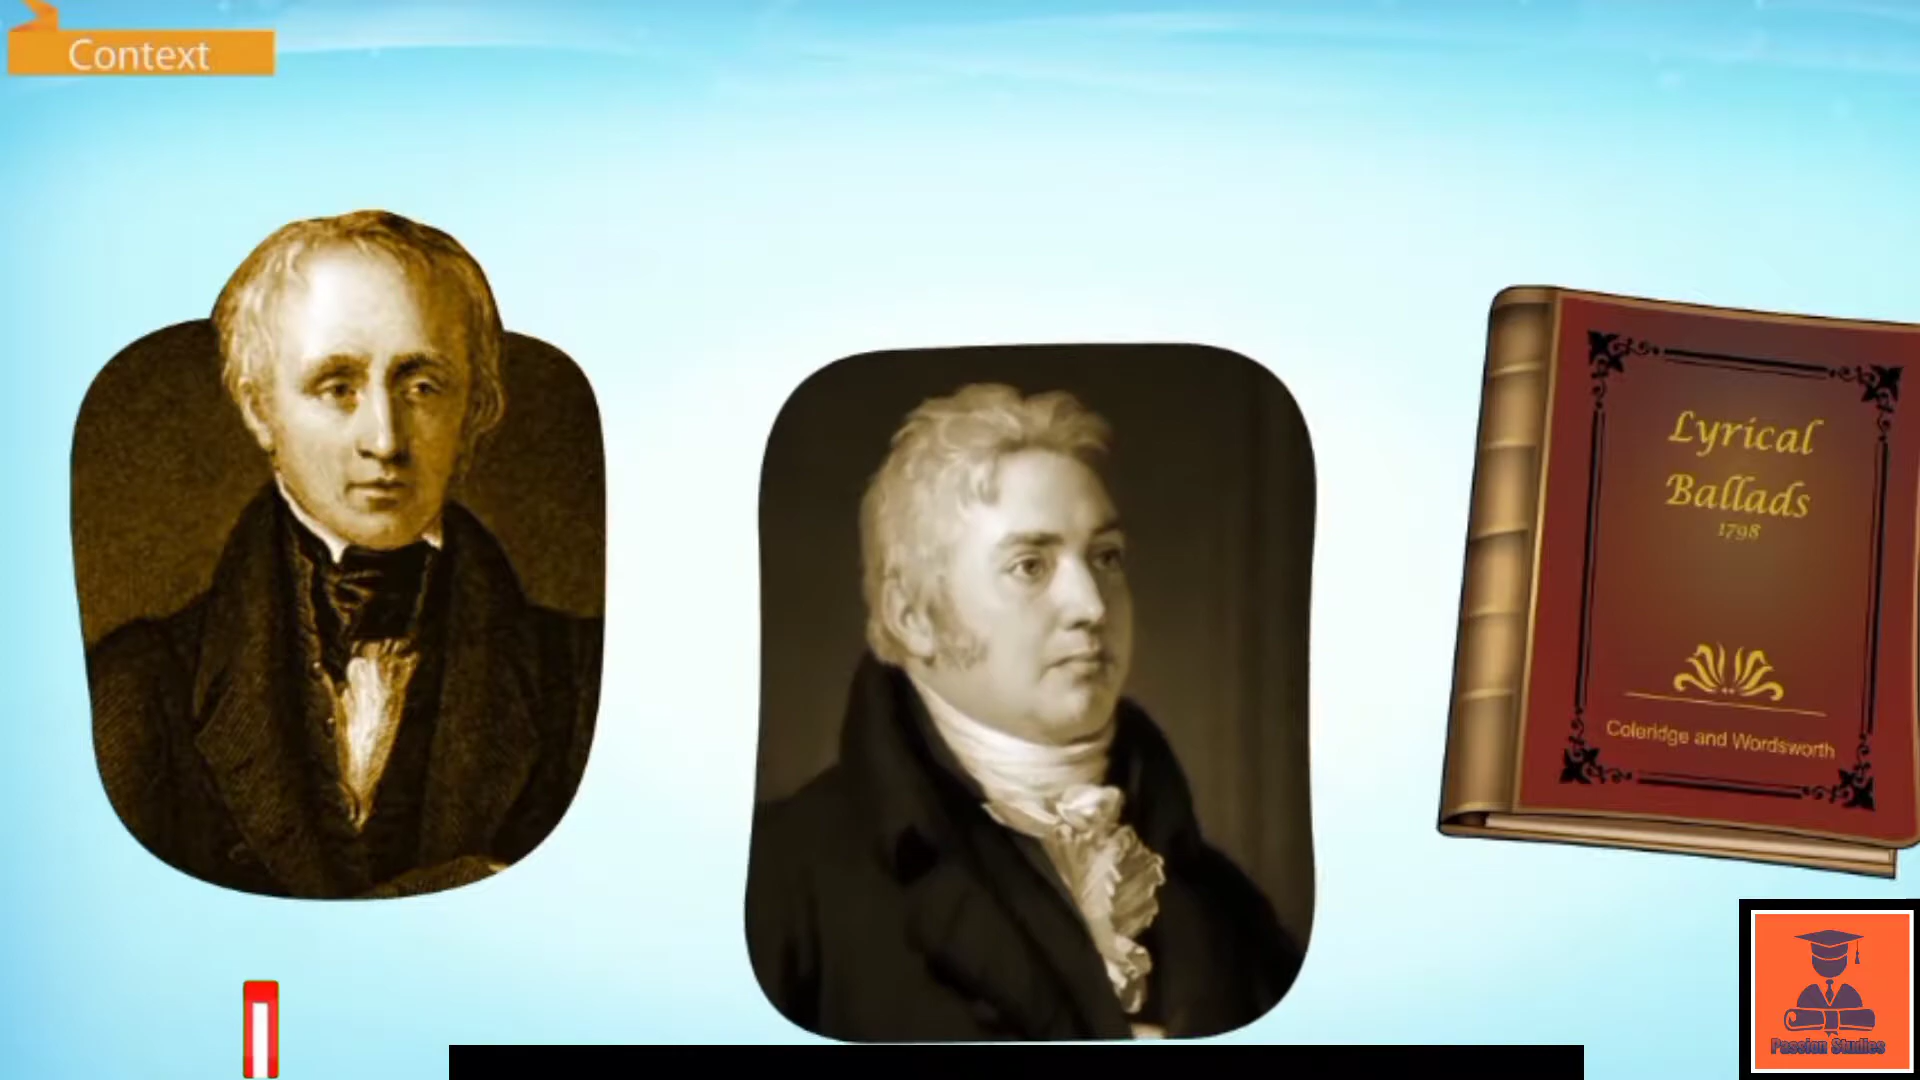 Context
Lyrical
Ballads
1798
Coleridge and Wordsworth
Passion Studies